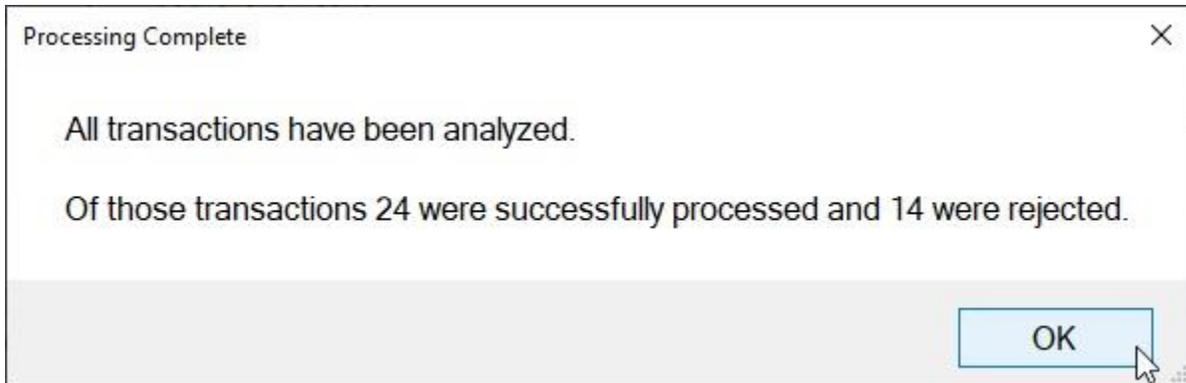 Processing Complete
All transactions have been analyzed.
Of those transactions 24 were successfully processed and 14 were rejected.
OK